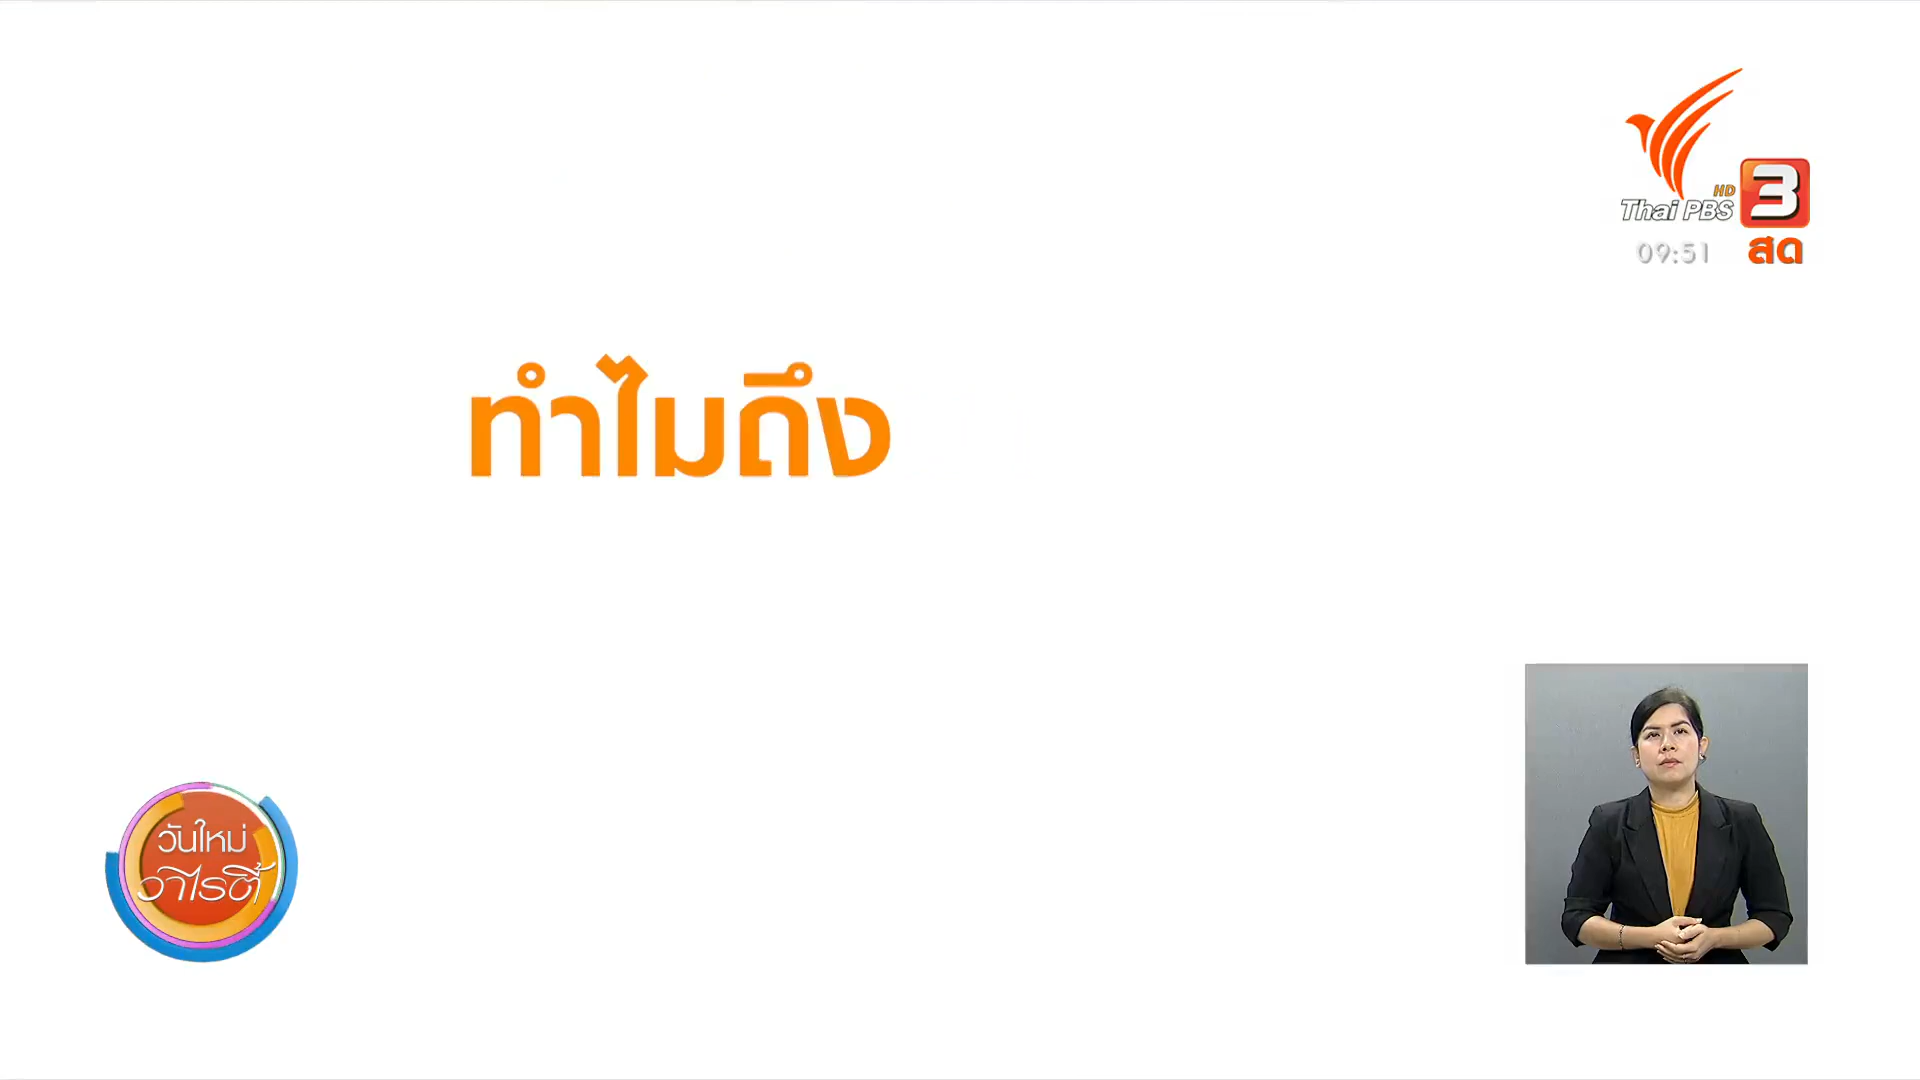 HD
Thai PBS 3
09:51 สด
ทำไมถึง
วันใหม่
วาไรตี้